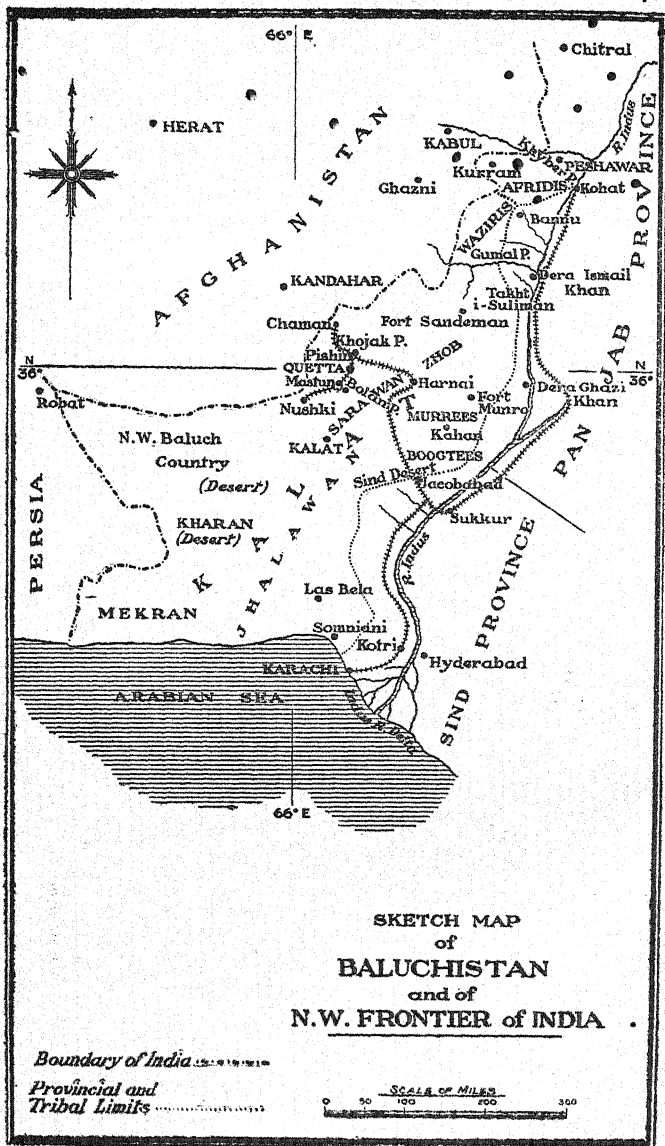 66° E
Chitral
R. Indus
HERAT
AFGHANISTAN
KABUL
Khyber P.
PESHAWAR
Kurram
Ghazni
AFRIDIS
Kohat
WAZIRIS
Bannu
Gumal P.
Dera Ismail
Khan
KANDAHAR
Takht
i-Suliman
Chaman
Fort Sandeman
Khojak P.
Pishin
ZHOB
N
36°
N
36°
QUETTA
Mastung
Bolan P.
Harnai
Dera Ghazi
Khan
Robat
Nushki
SARAWAN
Fort
Munro
MURREES
Kahan
PANJAB PROVINCE
N.W. Baluch
Country
(Desert)
KALAT
BOOGTEES
Sind Desert
Jacobabad
PERSIA
KHARAN
(Desert)
Sukkur
KALAT
JHALAWAN
R. Indus
MEKRAN
Las Bela
Somniani
Kotri
Hyderabad
KARACHI
SIND PROVINCE
ARABIAN SEA
Indus R. Delta
66° E
SKETCH MAP
of
BALUCHISTAN
and of
N.W. FRONTIER of INDIA
Boundary of India
Provincial and
Tribal Limits
SCALE OF MILES
0 50 100 200 300